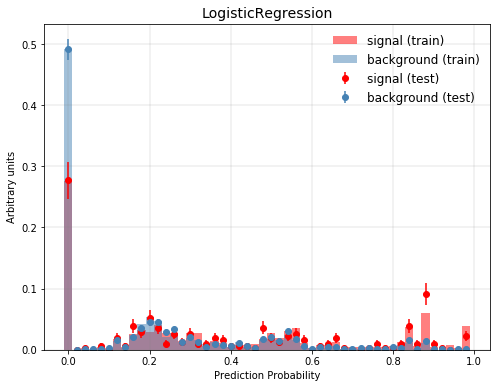 LogisticRegression
signal (train)
background (train)
signal (test)
background (test)
Arbitrary units
0.5
0.4
0.3
0.2
0.1
0.0
0.0 0.2 0.4 0.6 0.8 1.0
Prediction Probability